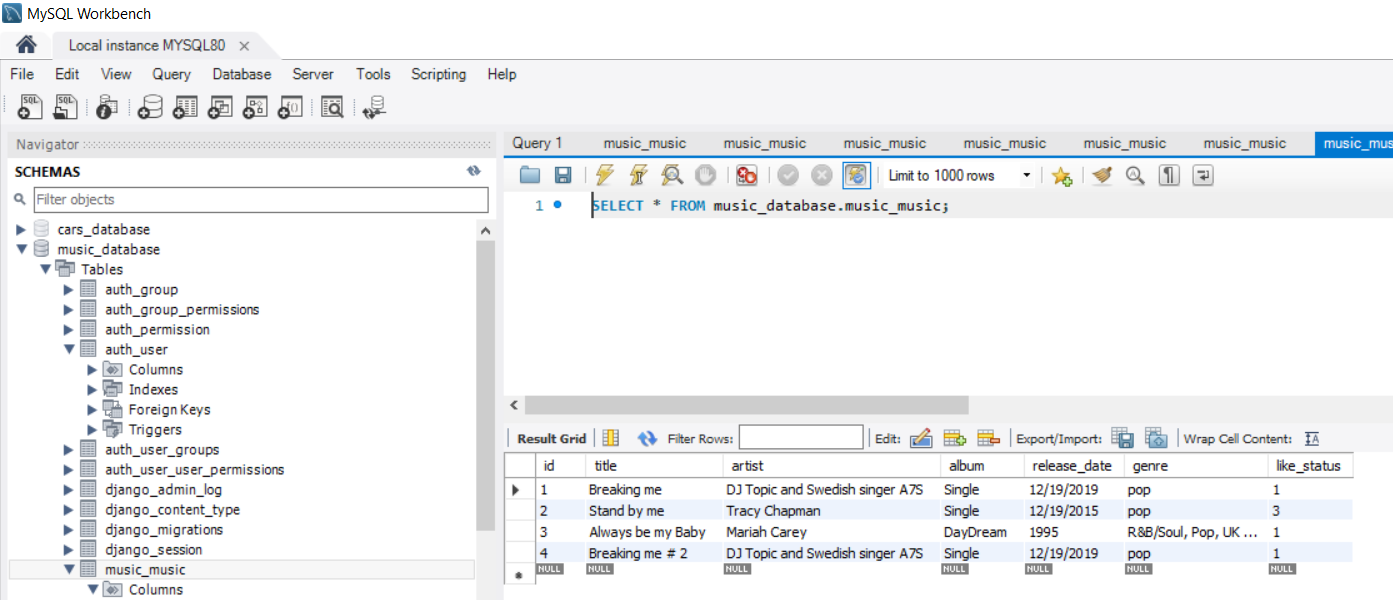 MySQL Workbench
Local instance MYSQL80
File Edit View Query Database Server Tools Scripting Help
Navigator
SCHEMAS
Filter objects
cars_database
music_database
Tables
auth_group
auth_group_permissions
auth_permission
auth_user
Columns
Indexes
Foreign Keys
Triggers
auth_user_groups
auth_user_user_permissions
django_admin_log
django_content_type
django_migrations
django_session
music_music
Columns
Query 1 music_music music_music music_music music_music music_music music_music music_mus
Limit to 1000 rows
1 SELECT * FROM music_database.music_music;
Result Grid Filter Rows: Edit: Export/Import: Wrap Cell Content:
id title artist album release_date genre like_status
1 Breaking me DJ Topic and Swedish singer A7S Single 12/19/2019 pop 1
2 Stand by me Tracy Chapman Single 12/19/2015 pop 3
3 Always be my Baby Mariah Carey DayDream 1995 R&B/Soul, Pop, UK ... 1
4 Breaking me # 2 DJ Topic and Swedish singer A7S Single 12/19/2019 pop 1
NULL NULL NULL NULL NULL NULL NULL